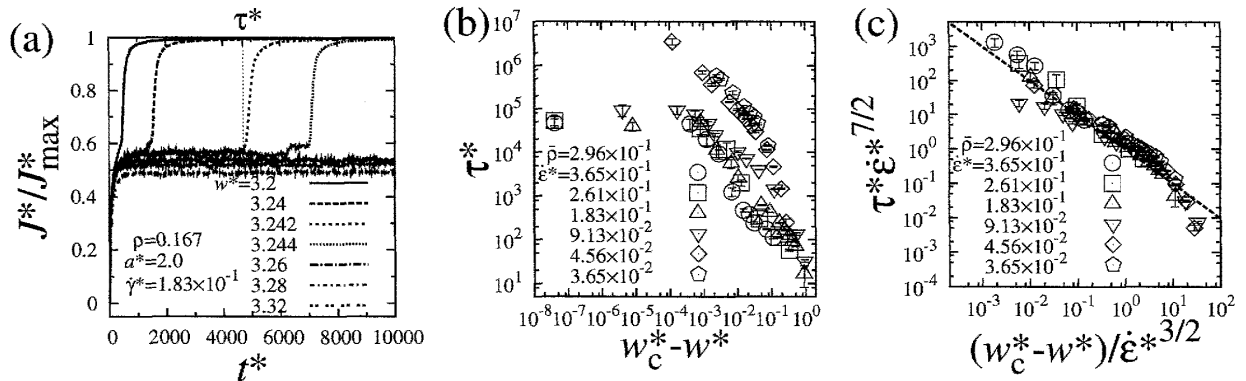 (a)
τ*
J*/J*max
1
0.8
0.6
0.4
0.2
0
w*=3.2
3.24
3.242
3.244
3.26
3.28
3.32
ρ=0.167
a*=2.0
γ̇*=1.83×10⁻¹
0 2000 4000 6000 8000 10000
t*
(b)
τ*
10⁷
10⁶
10⁵
10⁴
10³
10²
10¹
ρ̄=2.96×10⁻¹
ε̇*=3.65×10⁻¹
2.61×10⁻¹
1.83×10⁻¹
9.13×10⁻²
4.56×10⁻²
3.65×10⁻²
10⁻⁸ 10⁻⁷ 10⁻⁶ 10⁻⁵ 10⁻⁴ 10⁻³ 10⁻² 10⁻¹ 10⁰
w*c-w*
(c)
τ*ε̇*⁷/²
10³
10²
10¹
10⁰
10⁻¹
10⁻²
10⁻³
10⁻⁴
ρ̄=2.96×10⁻¹
ε̇*=3.65×10⁻¹
2.61×10⁻¹
1.83×10⁻¹
9.13×10⁻²
4.56×10⁻²
3.65×10⁻²
10⁻³ 10⁻² 10⁻¹ 10⁰ 10¹ 10²
(w*c-w*)/ε̇*³/²